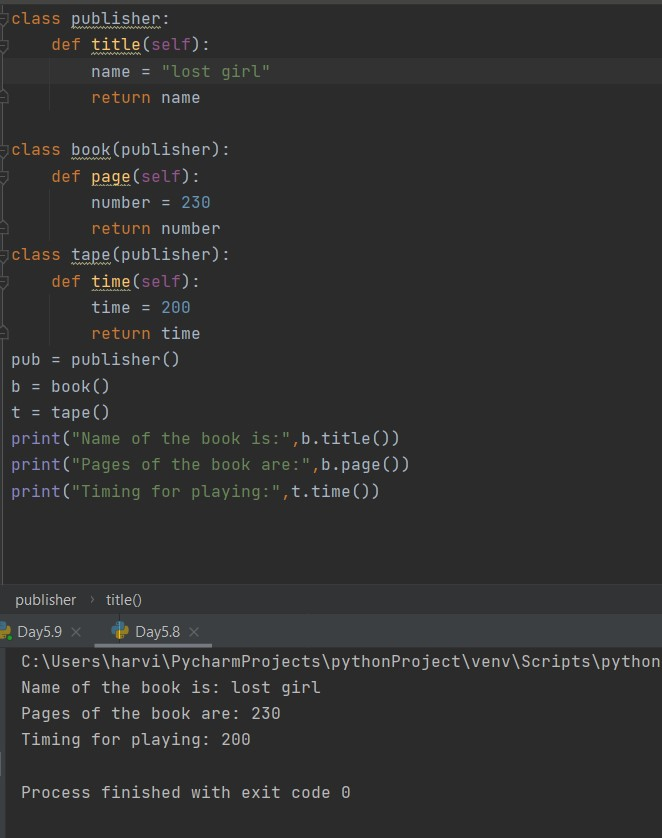 class publisher:
    def title(self):
        name = "lost girl"
        return name

class book(publisher):
    def page(self):
        number = 230
        return number
class tape(publisher):
    def time(self):
        time = 200
        return time
pub = publisher()
b = book()
t = tape()
print("Name of the book is:",b.title())
print("Pages of the book are:",b.page())
print("Timing for playing:",t.time())
publisher › title()
Day5.9 × Day5.8 ×
C:\Users\harvi\PycharmProjects\pythonProject\venv\Scripts\python
Name of the book is: lost girl
Pages of the book are: 230
Timing for playing: 200

Process finished with exit code 0